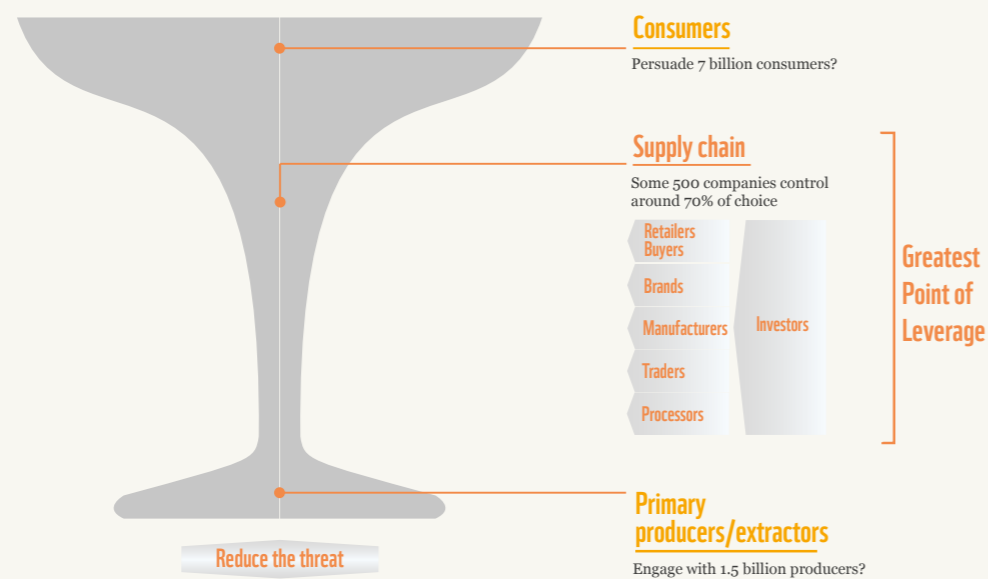 Consumers
Persuade 7 billion consumers?
Supply chain
Some 500 companies control
around 70% of choice
Retailers
Buyers
Brands
Manufacturers
Traders
Processors
Investors
Greatest
Point of
Leverage
Primary
producers/extractors
Engage with 1.5 billion producers?
Reduce the threat